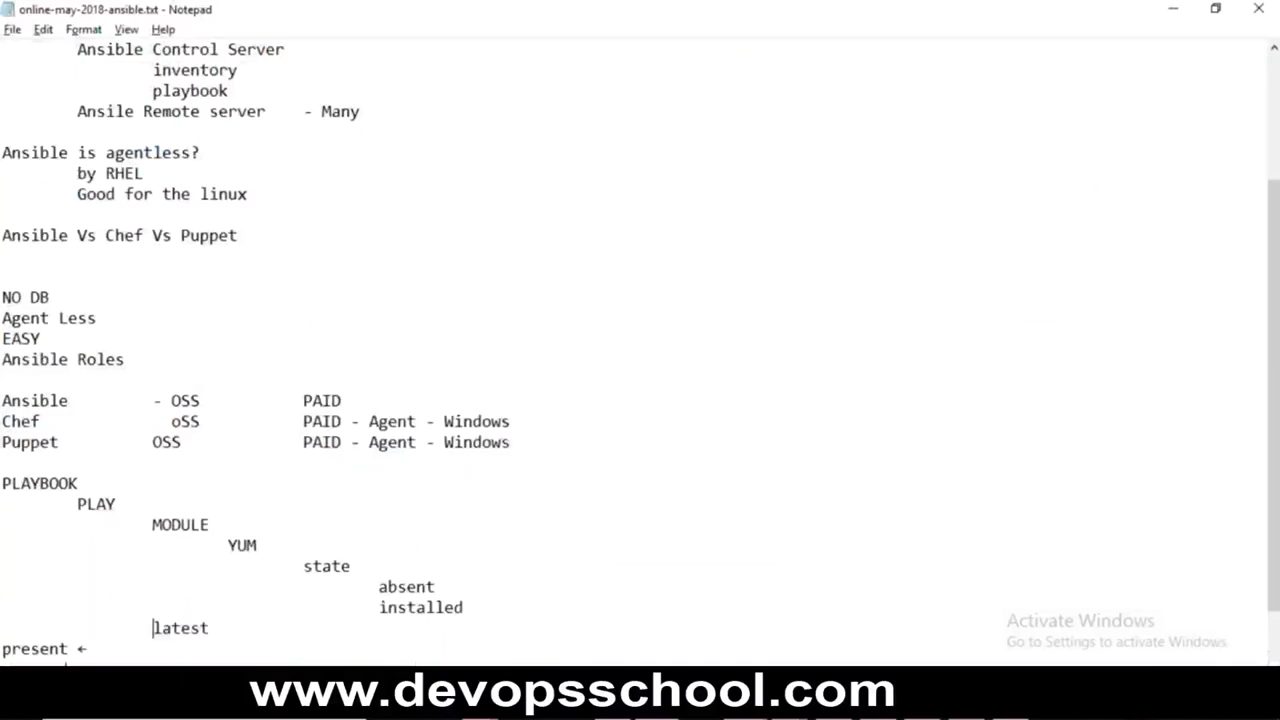 online-may-2018-ansible.txt - Notepad
File Edit Format View Help
Ansible Control Server
inventory
playbook
Ansile Remote server - Many
Ansible is agentless?
by RHEL
Good for the linux
Ansible Vs Chef Vs Puppet
NO DB
Agent Less
EASY
Ansible Roles
Ansible - OSS PAID
Chef oSS PAID - Agent - Windows
Puppet OSS PAID - Agent - Windows
PLAYBOOK
PLAY
MODULE
YUM
state
absent
installed
latest
present ←
Activate Windows
Go to Settings to activate Windows.
www.devopsschool.com